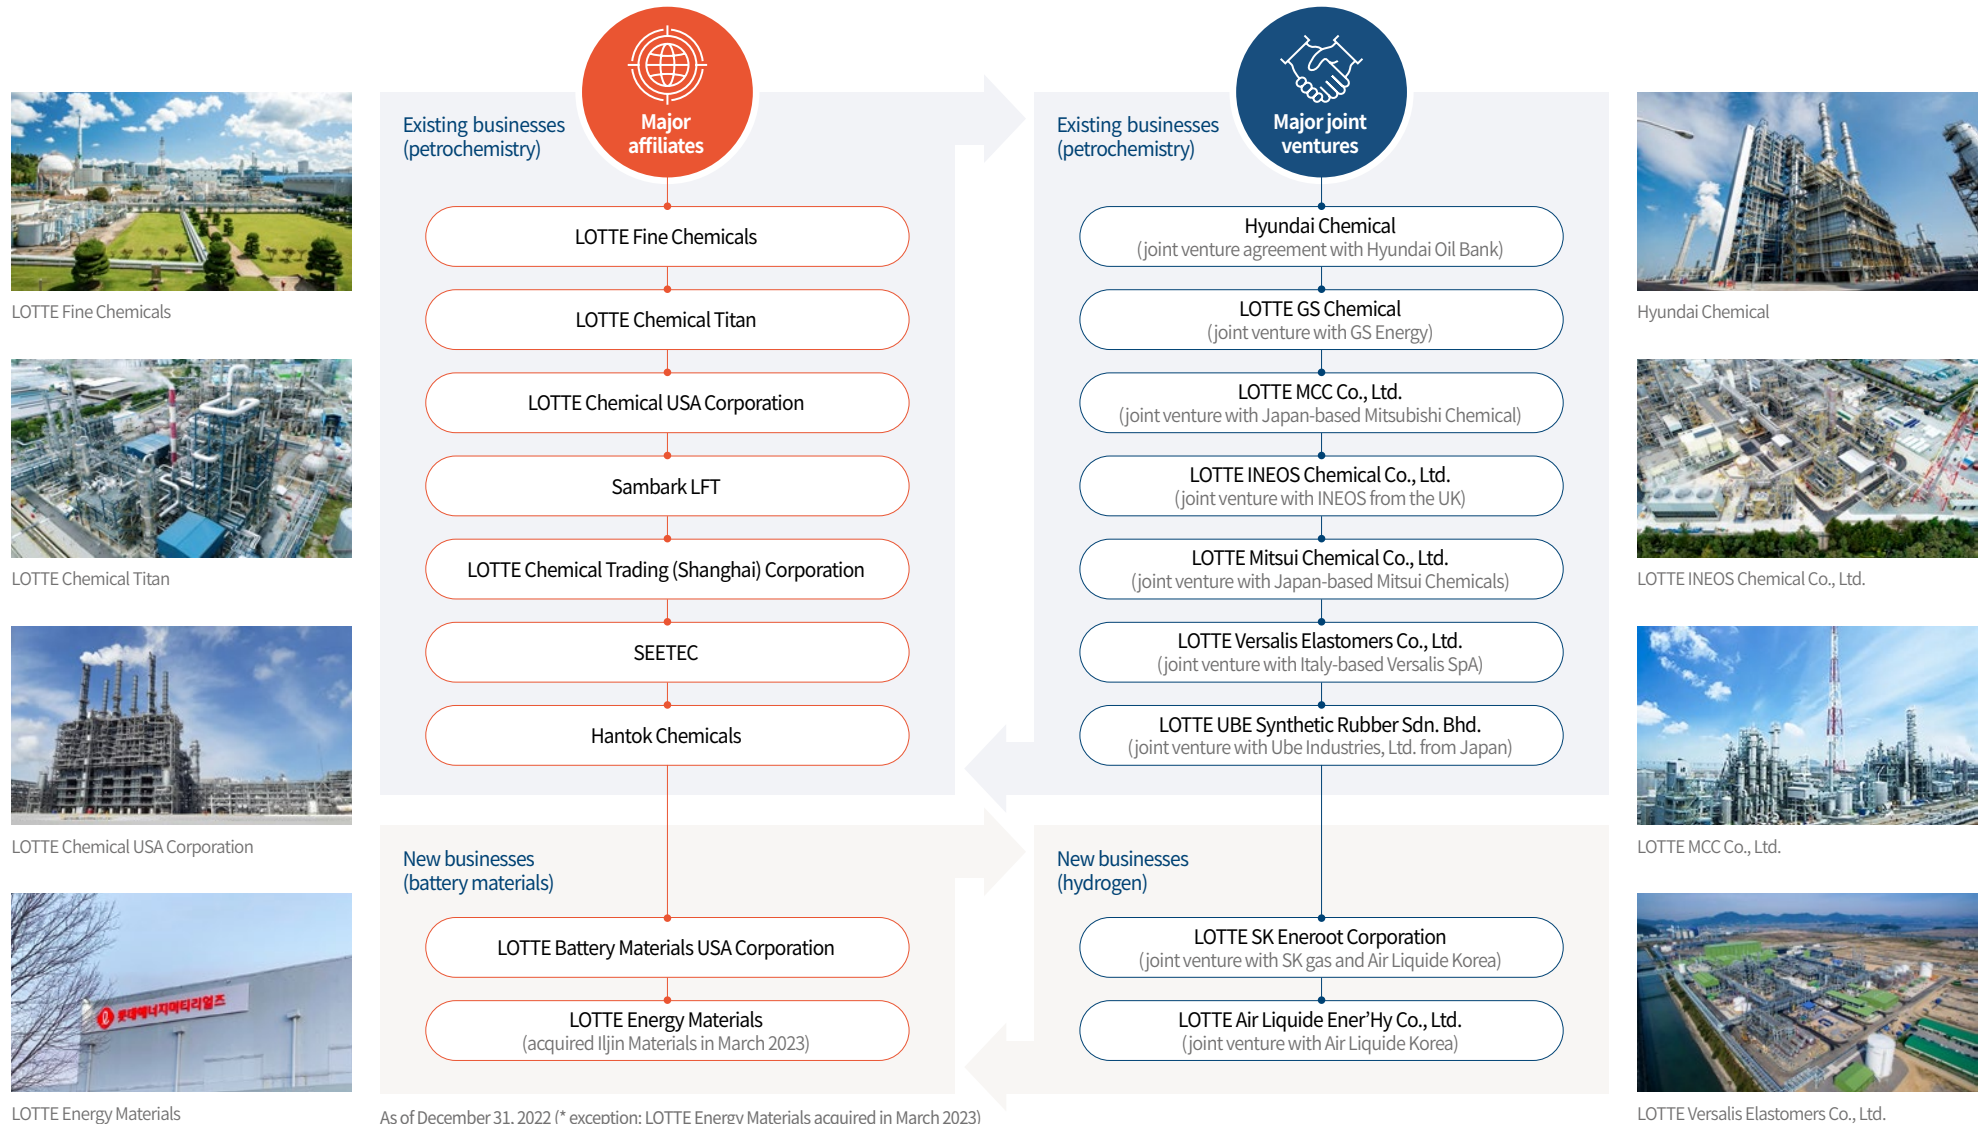 LOTTE Fine Chemicals
LOTTE Chemical Titan
LOTTE Chemical USA Corporation
롯데에너지머티리얼즈
LOTTE Energy Materials
Major
affiliates
Existing businesses
(petrochemistry)
LOTTE Fine Chemicals
LOTTE Chemical Titan
LOTTE Chemical USA Corporation
Sambark LFT
LOTTE Chemical Trading (Shanghai) Corporation
SEETEC
Hantok Chemicals
New businesses
(battery materials)
LOTTE Battery Materials USA Corporation
LOTTE Energy Materials
(acquired Iljin Materials in March 2023)
As of December 31, 2022 (* exception: LOTTE Energy Materials acquired in March 2023)
Major joint
ventures
Existing businesses
(petrochemistry)
Hyundai Chemical
(joint venture agreement with Hyundai Oil Bank)
LOTTE GS Chemical
(joint venture with GS Energy)
LOTTE MCC Co., Ltd.
(joint venture with Japan-based Mitsubishi Chemical)
LOTTE INEOS Chemical Co., Ltd.
(joint venture with INEOS from the UK)
LOTTE Mitsui Chemical Co., Ltd.
(joint venture with Japan-based Mitsui Chemicals)
LOTTE Versalis Elastomers Co., Ltd.
(joint venture with Italy-based Versalis SpA)
LOTTE UBE Synthetic Rubber Sdn. Bhd.
(joint venture with Ube Industries, Ltd. from Japan)
New businesses
(hydrogen)
LOTTE SK Eneroot Corporation
(joint venture with SK gas and Air Liquide Korea)
LOTTE Air Liquide Ener’Hy Co., Ltd.
(joint venture with Air Liquide Korea)
Hyundai Chemical
LOTTE INEOS Chemical Co., Ltd.
LOTTE MCC Co., Ltd.
LOTTE Versalis Elastomers Co., Ltd.